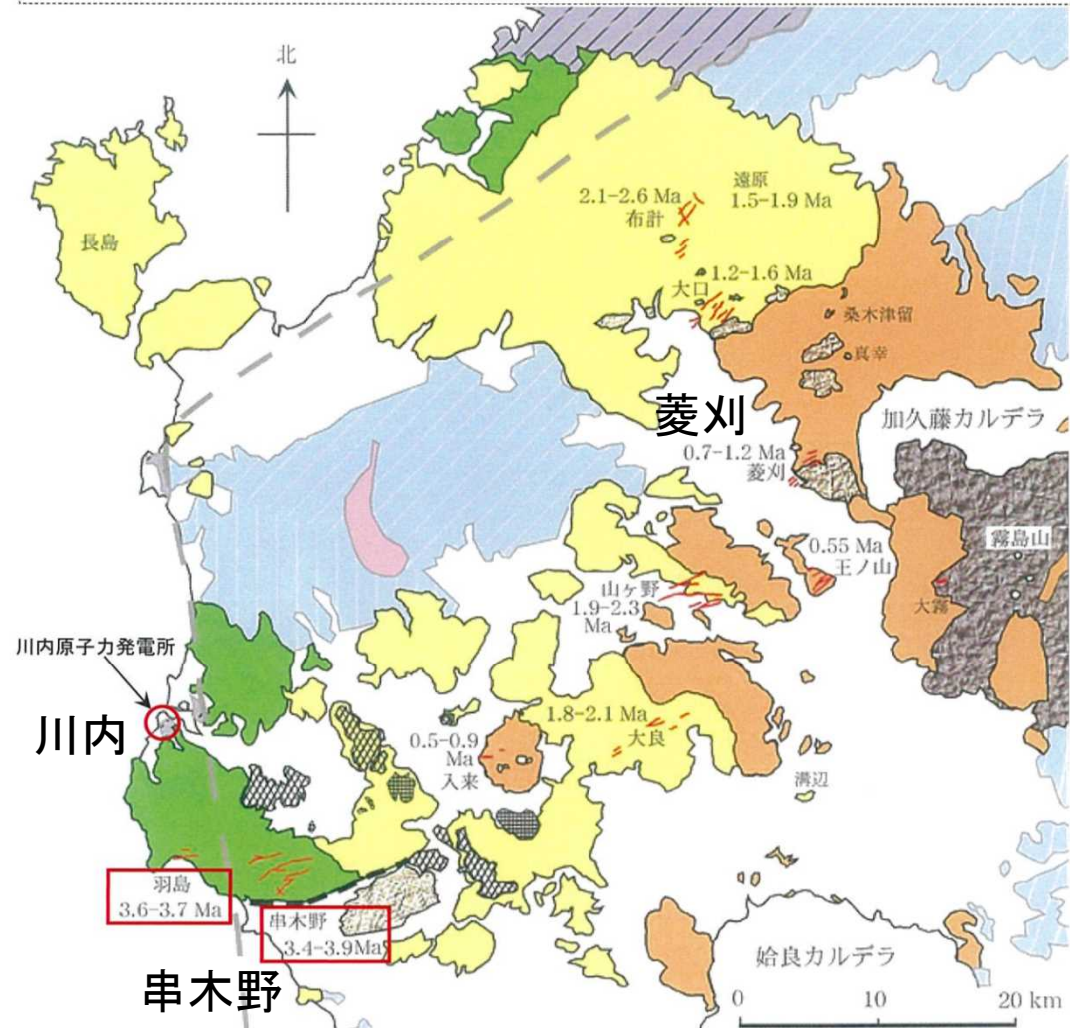 北
長島
2.1-2.6 Ma
布計
遠原
1.5-1.9 Ma
1.2-1.6 Ma
大口
桑木津留
真幸
菱刈
加久藤カルデラ
0.7-1.2 Ma
菱刈
0.55 Ma
王ノ山
霧島山
大霧
山ヶ野
1.9-2.3
Ma
川内原子力発電所
川内
1.8-2.1 Ma
大良
0.5-0.9
Ma
入来
溝辺
羽島
3.6-3.7 Ma
串木野
3.4-3.9Ma
姶良カルデラ
串木野
0 10 20 km